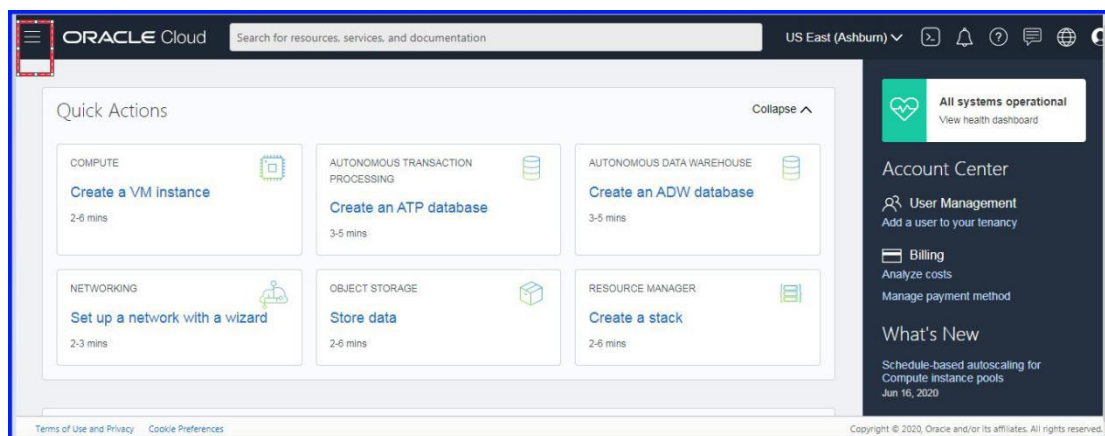 ORACLE Cloud
Search for resources, services, and documentation
US East (Ashburn)
Quick Actions
Collapse
COMPUTE
Create a VM instance
2-6 mins
AUTONOMOUS TRANSACTION
PROCESSING
Create an ATP database
3-5 mins
AUTONOMOUS DATA WAREHOUSE
Create an ADW database
3-5 mins
NETWORKING
Set up a network with a wizard
2-3 mins
OBJECT STORAGE
Store data
2-6 mins
RESOURCE MANAGER
Create a stack
2-6 mins
All systems operational
View health dashboard
Account Center
User Management
Add a user to your tenancy
Billing
Analyze costs
Manage payment method
What's New
Schedule-based autoscaling for
Compute instance pools
Jun 16, 2020
Terms of Use and Privacy Cookie Preferences
Copyright © 2020, Oracle and/or its affiliates. All rights reserved.